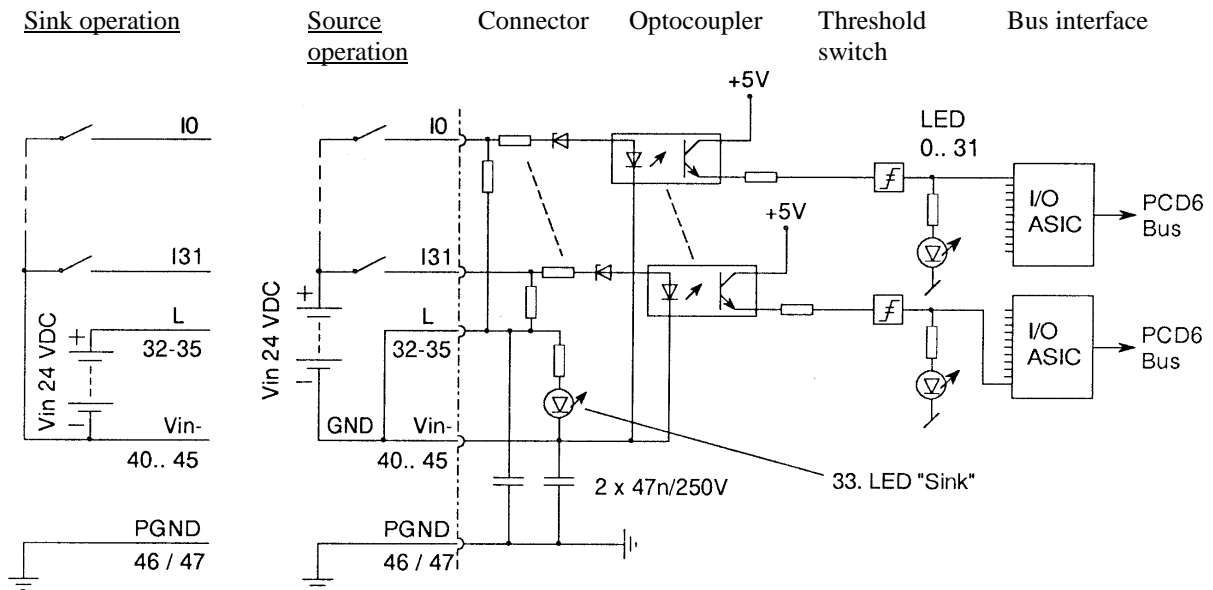 Sink operation
Source
operation
Connector
Optocoupler
Threshold
switch
Bus interface
+5V
I0
I0
LED
0.. 31
+5V
I/O
ASIC
PCD6
Bus
I31
I31
+
Vin 24 VDC
-
L
32-35
+
Vin 24 VDC
-
L
32-35
I/O
ASIC
PCD6
Bus
Vin-
40.. 45
GND
Vin-
40.. 45
2 x 47n/250V
33. LED "Sink"
PGND
46 / 47
PGND
46 / 47